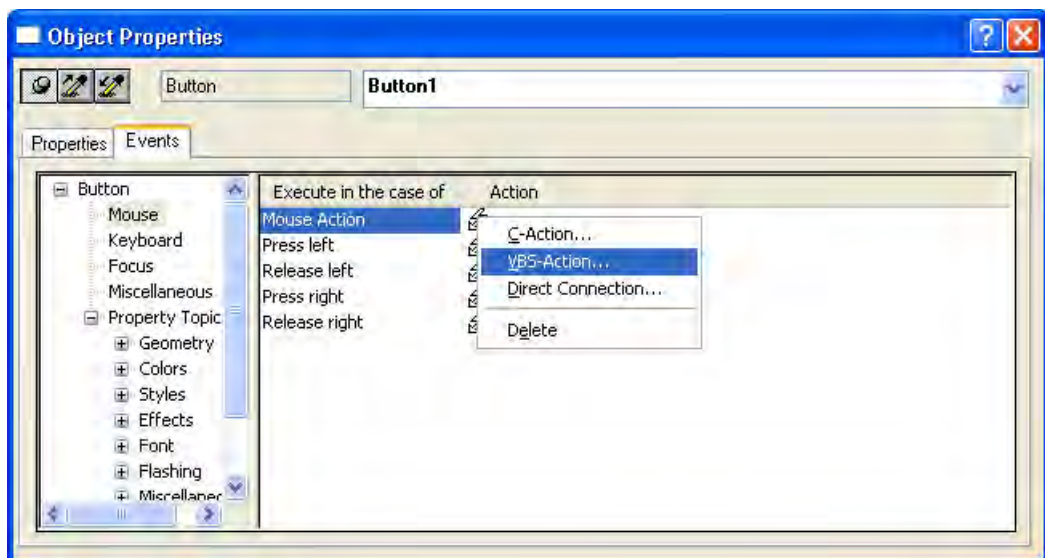 Object Properties
Button Button1
Properties Events
Button
Mouse
Keyboard
Focus
Miscellaneous
Property Topic
Geometry
Colors
Styles
Effects
Font
Flashing
Miscellanec
Execute in the case of Action
Mouse Action
Press left
Release left
Press right
Release right
C-Action...
VBS-Action...
Direct Connection...
Delete